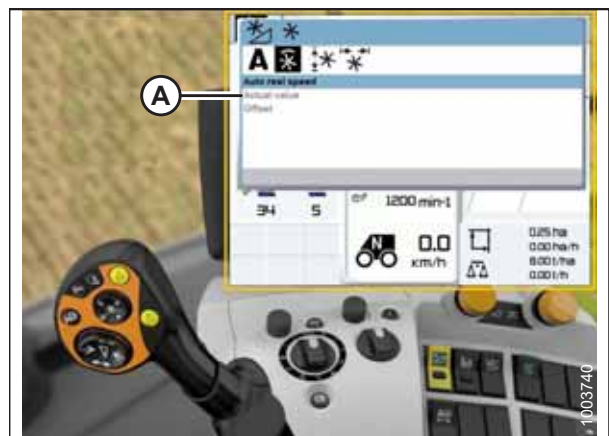 A
Auto real speed
A
Actual value
Offset
34 5
1200 min-1
N 0.0
km/h
0.25 ha
0.00 ha/h
8.00 l/ha
0.00 l/h
1003740